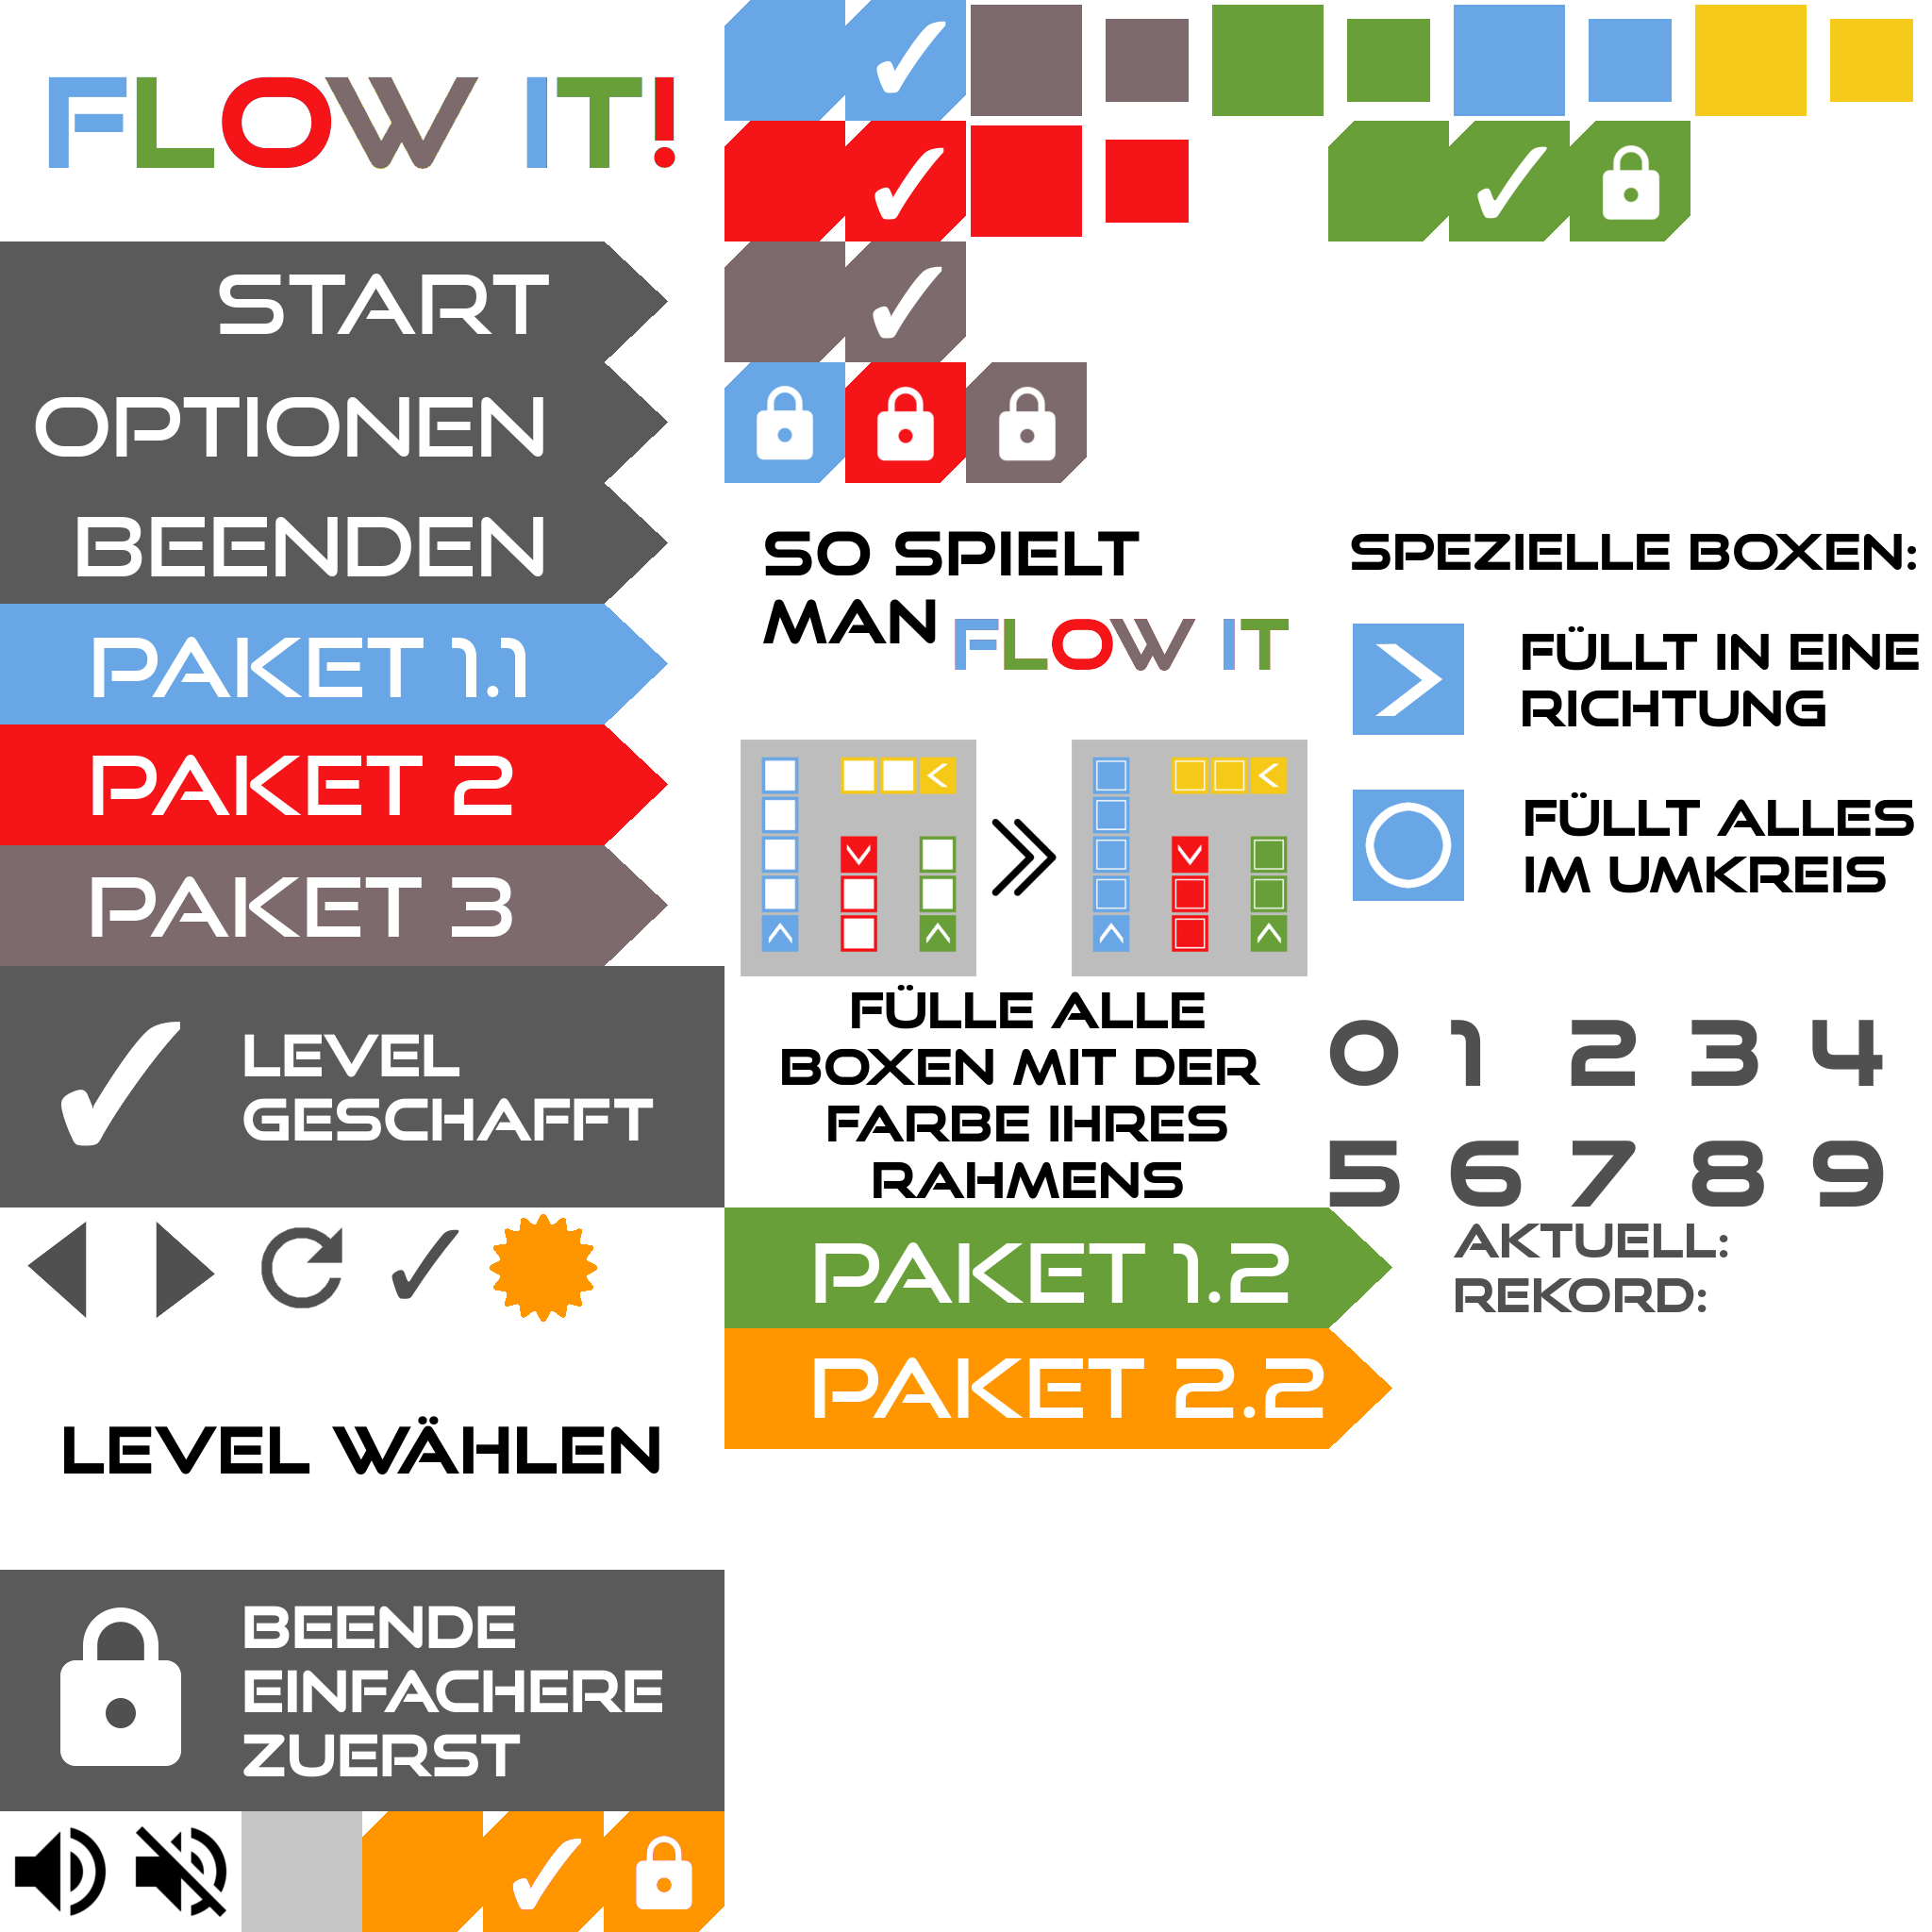 FLOW IT!
START
OPTIONEN
BEENDEN
PAKET 1.1
PAKET 2
PAKET 3
LEVEL
GESCHAFFT
LEVEL WÄHLEN
BEENDE
EINFACHERE
ZUERST
SO SPIELT
MAN FLOW IT
FÜLLE ALLE
BOXEN MIT DER
FARBE IHRES
RAHMENS
PAKET 1.2
PAKET 2.2
SPEZIELLE BOXEN:
FÜLLT IN EINE
RICHTUNG
FÜLLT ALLES
IM UMKREIS
0 1 2 3 4
5 6 7 8 9
AKTUELL:
REKORD: